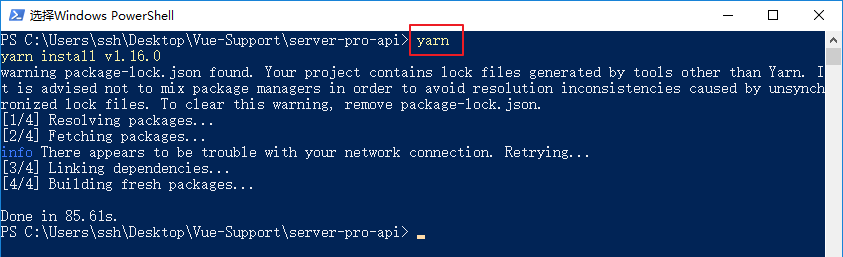 选择Windows PowerShell
PS C:\Users\ssh\Desktop\Vue-Support\server-pro-api> yarn
yarn install v1.16.0
warning package-lock.json found. Your project contains lock files generated by tools other than Yarn. I
t is advised not to mix package managers in order to avoid resolution inconsistencies caused by unsynch
ronized lock files. To clear this warning, remove package-lock.json.
[1/4] Resolving packages...
[2/4] Fetching packages...
info There appears to be trouble with your network connection. Retrying...
[3/4] Linking dependencies...
[4/4] Building fresh packages...
Done in 85.61s.
PS C:\Users\ssh\Desktop\Vue-Support\server-pro-api>